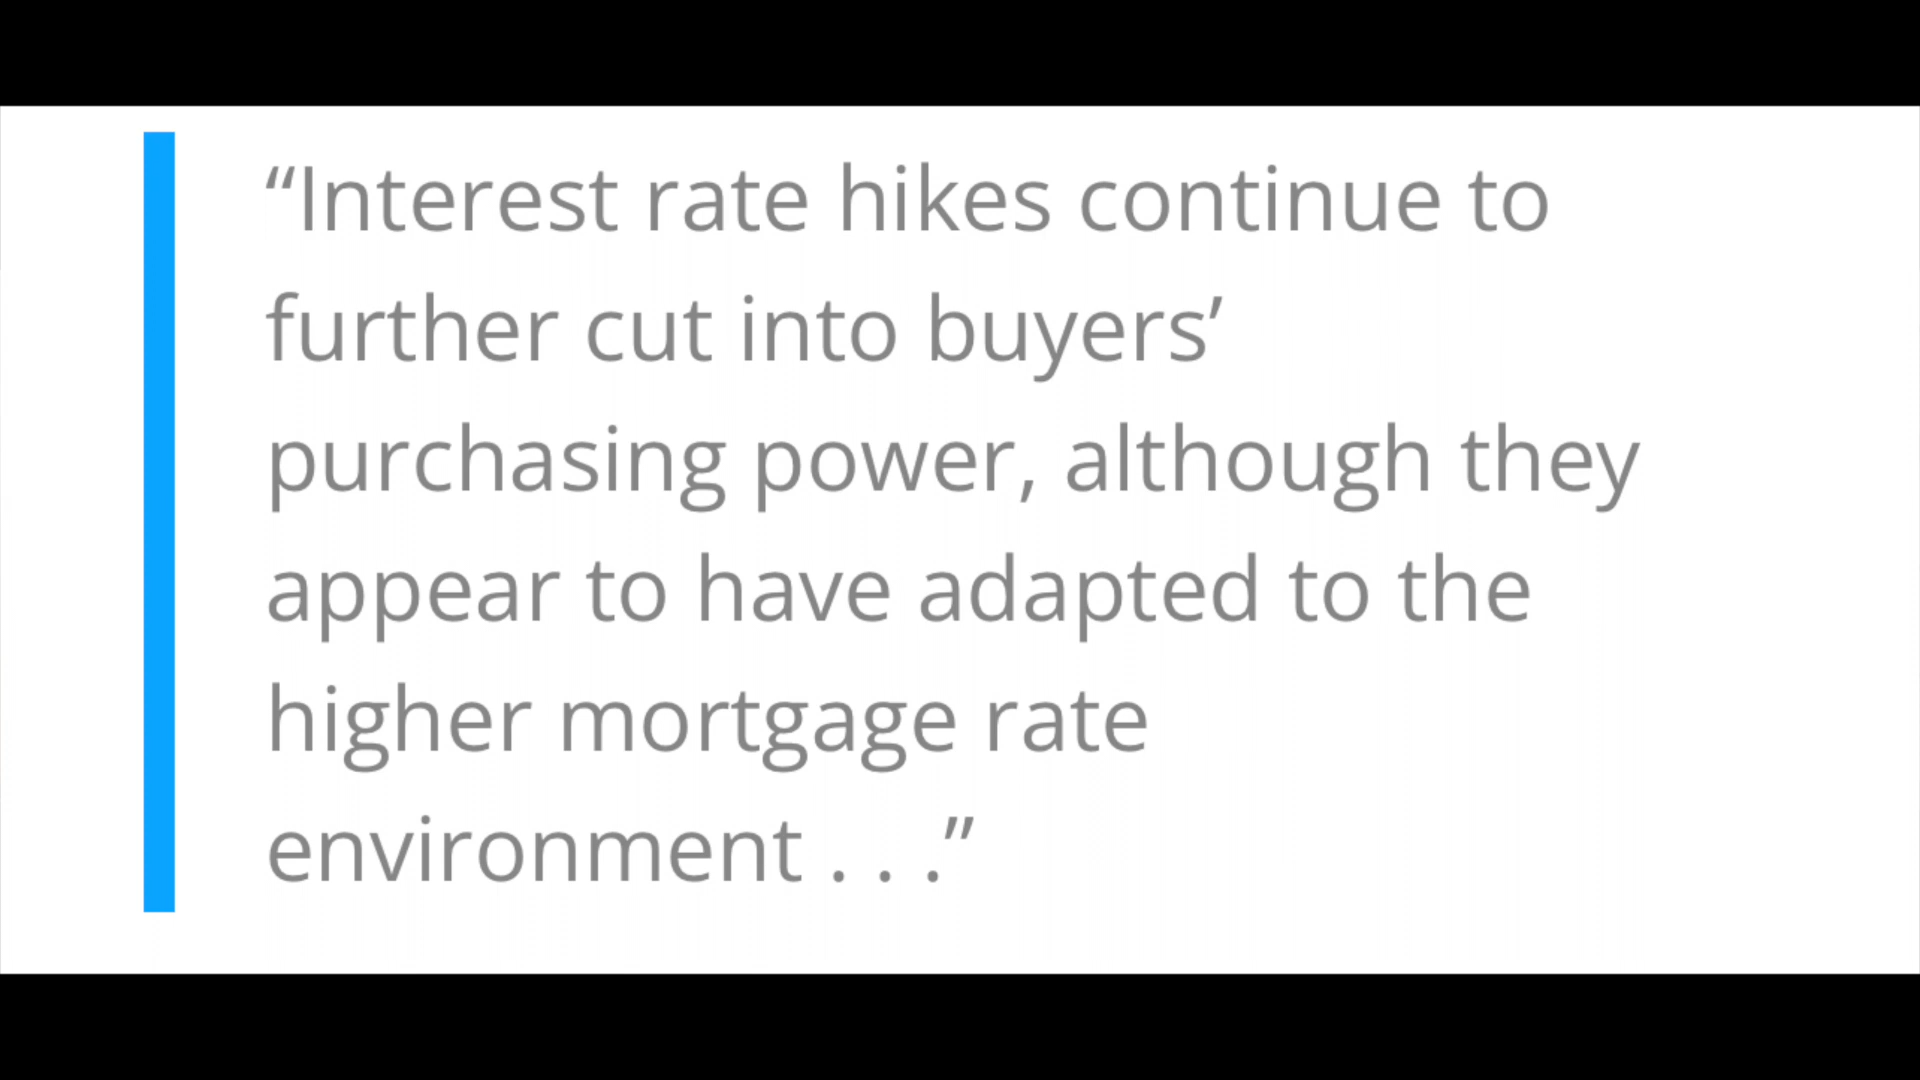 “Interest rate hikes continue to
further cut into buyers’
purchasing power, although they
appear to have adapted to the
higher mortgage rate
environment . . .”